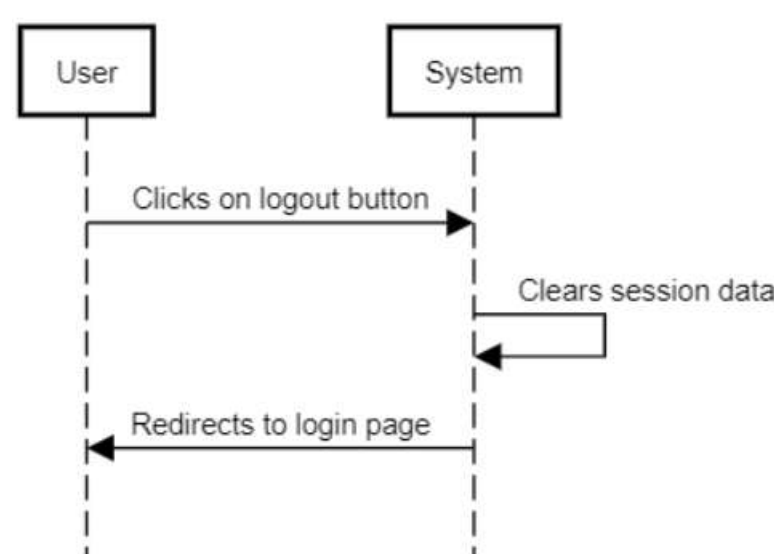 User
System
Clicks on logout button
Clears session data
Redirects to login page